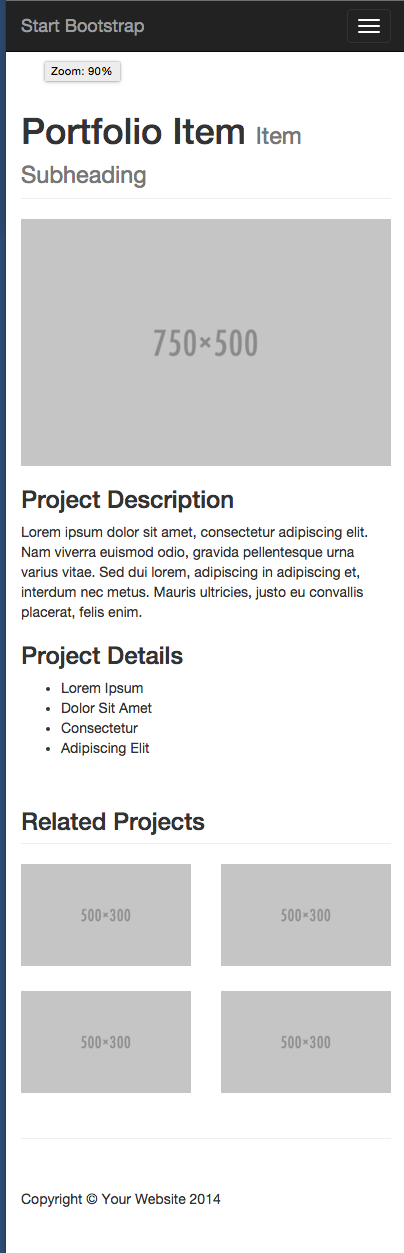 Start Bootstrap
Zoom: 90%
Portfolio Item Item
Subheading
750×500
Project Description
Lorem ipsum dolor sit amet, consectetur adipiscing elit.
Nam viverra euismod odio, gravida pellentesque urna
varius vitae. Sed dui lorem, adipiscing in adipiscing et,
interdum nec metus. Mauris ultricies, justo eu convallis
placerat, felis enim.
Project Details
• Lorem Ipsum
• Dolor Sit Amet
• Consectetur
• Adipiscing Elit
Related Projects
500×300
500×300
500×300
500×300
Copyright © Your Website 2014